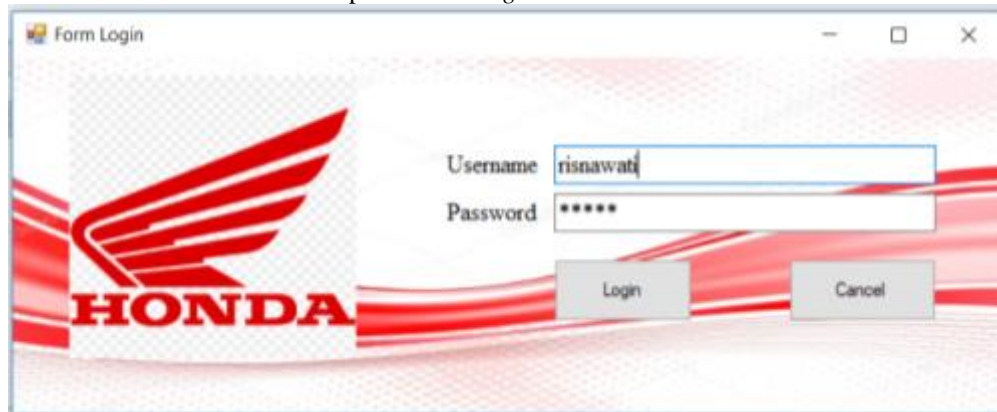 Form Login
Username risnawati
Password *****
Login Cancel
HONDA